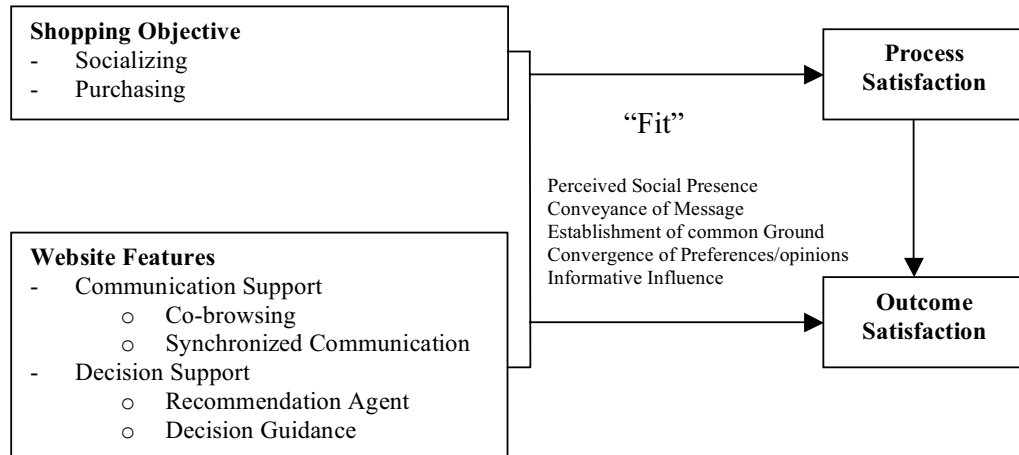 Shopping Objective
- Socializing
- Purchasing
Process
Satisfaction
“Fit”
Perceived Social Presence
Conveyance of Message
Establishment of common Ground
Convergence of Preferences/opinions
Informative Influence
Website Features
- Communication Support
o Co-browsing
o Synchronized Communication
- Decision Support
o Recommendation Agent
o Decision Guidance
Outcome
Satisfaction